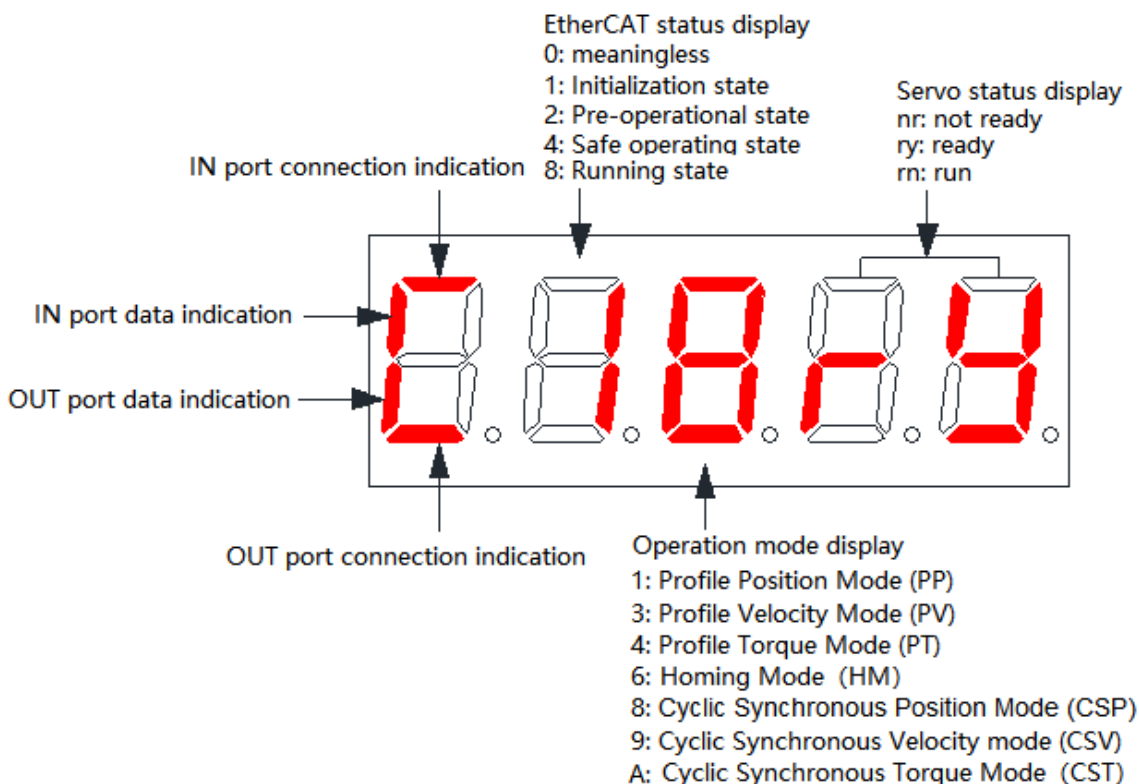 EtherCAT status display
0: meaningless
1: Initialization state
2: Pre-operational state
4: Safe operating state
8: Running state
Servo status display
nr: not ready
ry: ready
rn: run
IN port connection indication
IN port data indication
OUT port data indication
18ry
OUT port connection indication
Operation mode display
1: Profile Position Mode (PP)
3: Profile Velocity Mode (PV)
4: Profile Torque Mode (PT)
6: Homing Mode (HM)
8: Cyclic Synchronous Position Mode (CSP)
9: Cyclic Synchronous Velocity mode (CSV)
A: Cyclic Synchronous Torque Mode (CST)